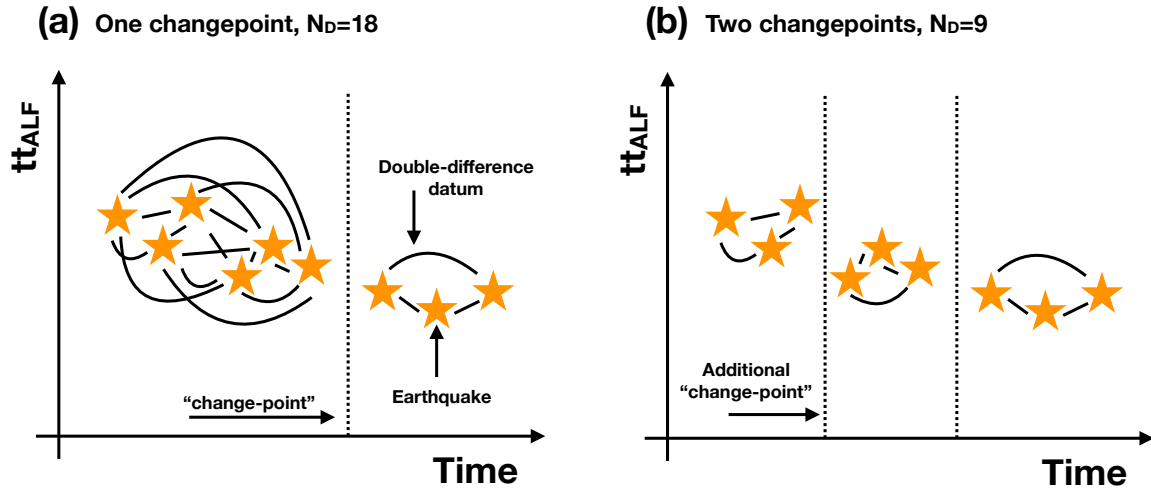 (a) One changepoint, ND=18
ttALF
Double-difference
datum
"change-point"
Earthquake
Time
(b) Two changepoints, ND=9
ttALF
Additional
"change-point"
Time